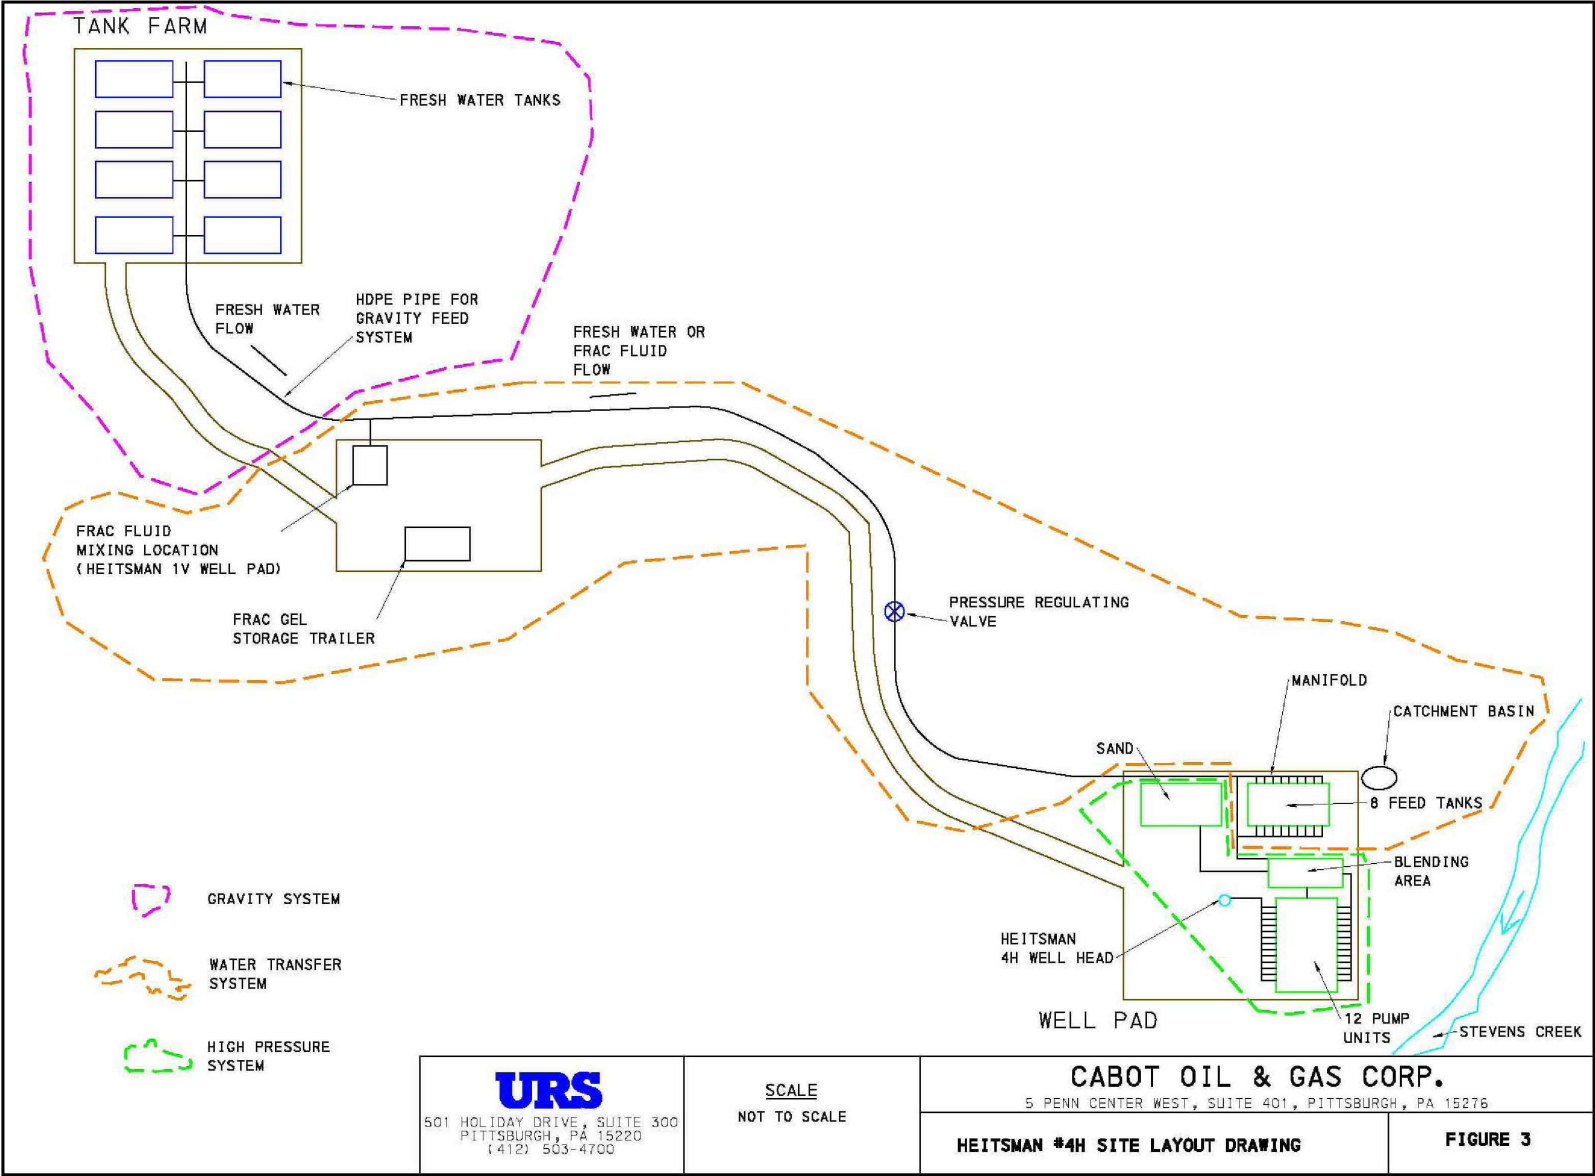 TANK FARM
FRESH WATER TANKS
FRESH WATER
FLOW
HDPE PIPE FOR
GRAVITY FEED
SYSTEM
FRESH WATER OR
FRAC FLUID
FLOW
FRAC FLUID
MIXING LOCATION
(HEITSMAN 1V WELL PAD)
FRAC GEL
STORAGE TRAILER
PRESSURE REGULATING
VALVE
MANIFOLD
CATCHMENT BASIN
SAND
8 FEED TANKS
BLENDING
AREA
HEITSMAN
4H WELL HEAD
WELL PAD
12 PUMP
UNITS
STEVENS CREEK
GRAVITY SYSTEM
WATER TRANSFER
SYSTEM
HIGH PRESSURE
SYSTEM
URS
501 HOLIDAY DRIVE, SUITE 300
PITTSBURGH, PA 15220
(412) 503-4700
SCALE
NOT TO SCALE
CABOT OIL & GAS CORP.
5 PENN CENTER WEST, SUITE 401, PITTSBURGH, PA 15276
HEITSMAN #4H SITE LAYOUT DRAWING
FIGURE 3